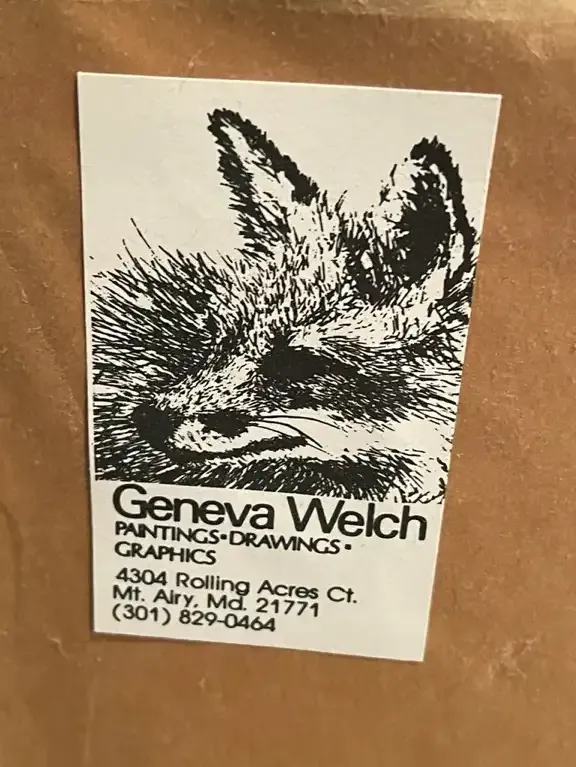 Geneva Welch
PAINTINGS•DRAWINGS•
GRAPHICS
4304 Rolling Acres Ct.
Mt. Airy, Md. 21771
(301) 829-0464